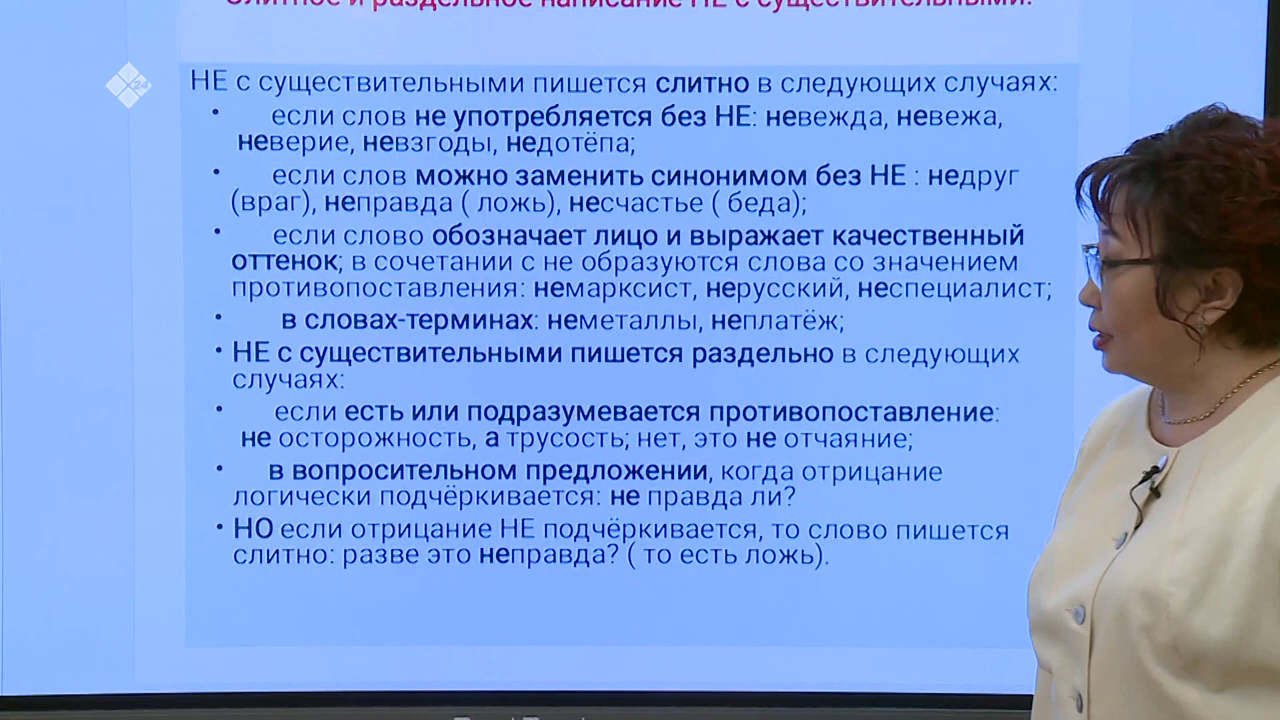 Слитное и раздельное написание НЕ с существительными.
НЕ с существительными пишется слитно в следующих случаях:
• если слов не употребляется без НЕ: невежда, невежа,
неверие, невзгоды, недотёпа;
• если слов можно заменить синонимом без НЕ : недруг
(враг), неправда ( ложь), несчастье ( беда);
• если слово обозначает лицо и выражает качественный
оттенок; в сочетании с не образуются слова со значением
противопоставления: немарксист, нерусский, неспециалист;
• в словах-терминах: неметаллы, неплатёж;
• НЕ с существительными пишется раздельно в следующих
случаях:
• если есть или подразумевается противопоставление:
не осторожность, а трусость; нет, это не отчаяние;
• в вопросительном предложении, когда отрицание
логически подчёркивается: не правда ли?
• НО если отрицание НЕ подчёркивается, то слово пишется
слитно: разве это неправда? ( то есть ложь).
24